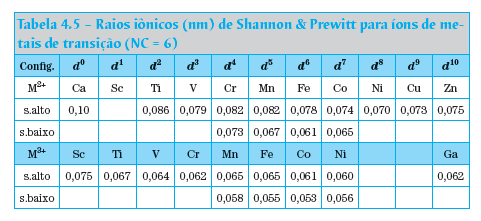 Tabela 4.5 – Raios iônicos (nm) de Shannon & Prewitt para íons de me-
tais de transição (NC = 6)
Config. d⁰ d¹ d² d³ d⁴ d⁵ d⁶ d⁷ d⁸ d⁹ d¹⁰
M²⁺ Ca Sc Ti V Cr Mn Fe Co Ni Cu Zn
s.alto 0,10 0,086 0,079 0,082 0,082 0,078 0,074 0,070 0,073 0,075
s.baixo 0,073 0,067 0,061 0,065
M³⁺ Sc Ti V Cr Mn Fe Co Ni Ga
s.alto 0,075 0,067 0,064 0,062 0,065 0,065 0,061 0,060 0,062
s.baixo 0,058 0,055 0,053 0,056